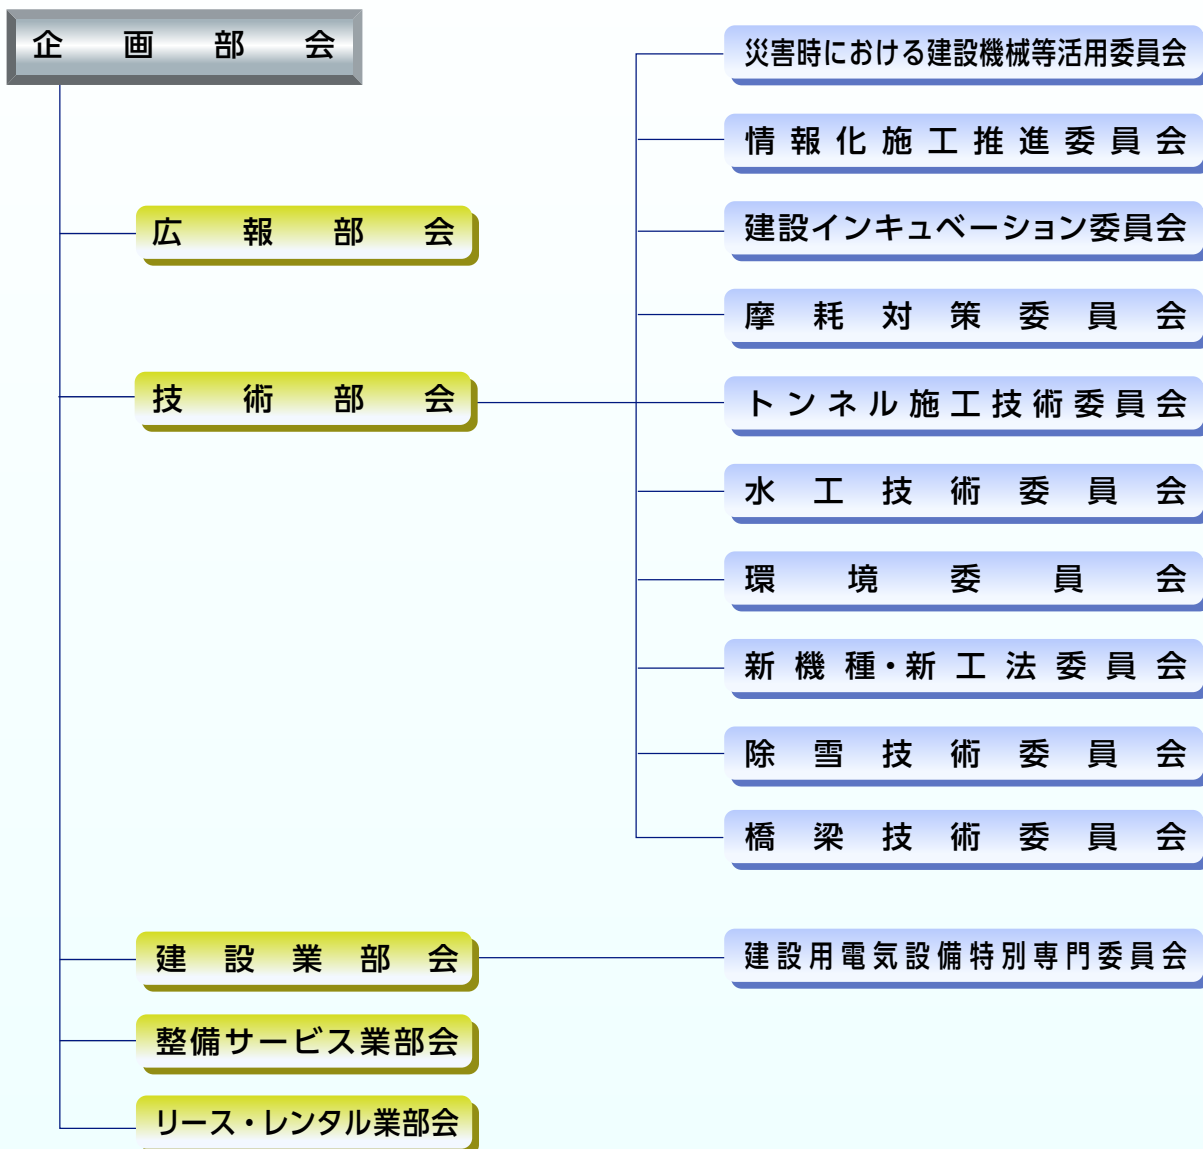 企画部会
広報部会
技術部会
災害時における建設機械等活用委員会
情報化施工推進委員会
建設インキュベーション委員会
摩耗対策委員会
トンネル施工技術委員会
水工技術委員会
環境委員会
新機種・新工法委員会
除雪技術委員会
橋梁技術委員会
建設業部会
建設用電気設備特別専門委員会
整備サービス業部会
リース・レンタル業部会